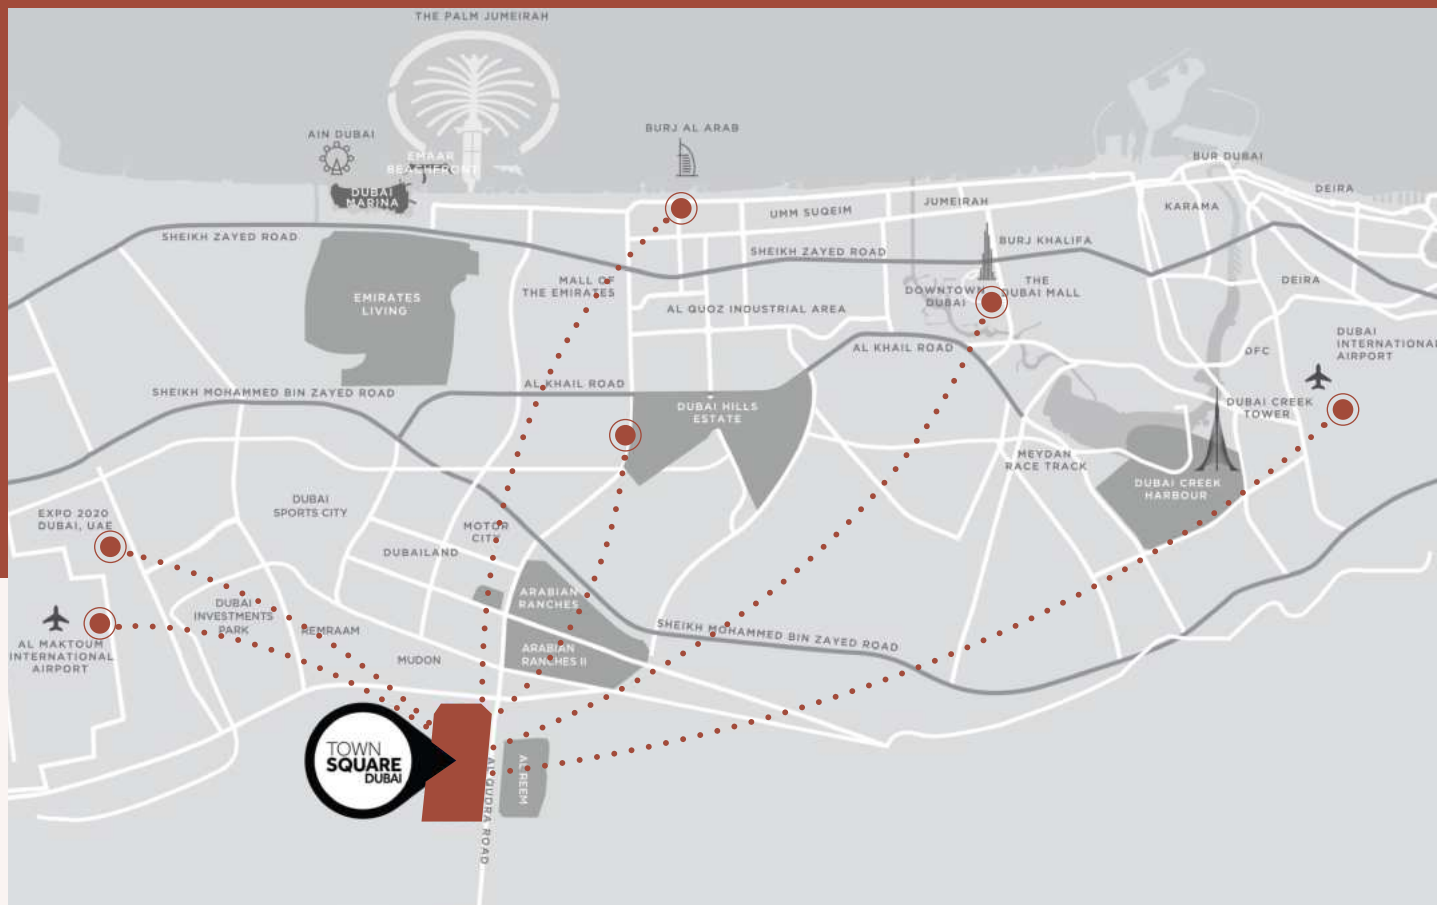 THE PALM JUMEIRAH
AIN DUBAI
BURJ AL ARAB
EMAAR
BEACHFRONT
DUBAI
MARINA
BUR DUBAI
DEIRA
KARAMA
JUMEIRAH
UMM SUQEIM
SHEIKH ZAYED ROAD
SHEIKH ZAYED ROAD
BURJ KHALIFA
MALL OF
THE EMIRATES
EMIRATES
LIVING
DOWNTOWN
DUBAI
THE
DUBAI MALL
DEIRA
AL QUOZ INDUSTRIAL AREA
AL KHAIL ROAD
DUBAI
INTERNATIONAL
AIRPORT
SHEIKH MOHAMMED BIN ZAYED ROAD
AL KHAIL ROAD
DUBAI HILLS
ESTATE
DUBAI CREEK
TOWER
MEYDAN
RACE TRACK
DUBAI CREEK
HARBOUR
DUBAI
SPORTS CITY
EXPO 2020
DUBAI, UAE
MOTOR
CITY
DUBAILAND
ARABIAN
RANCHES
DUBAI
INVESTMENTS
PARK
REMRAAM
SHEIKH MOHAMMED BIN ZAYED ROAD
ARABIAN
RANCHES II
AL MAKTOUM
INTERNATIONAL
AIRPORT
MUDON
TOWN
SQUARE
DUBAI
AL REEM
AL QUDRA ROAD